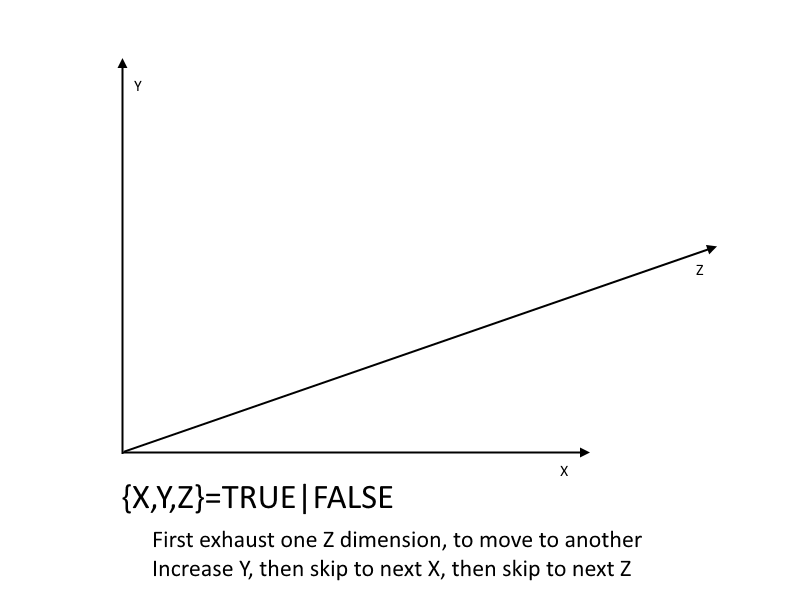 Y
Z
X
{X,Y,Z}=TRUE|FALSE
First exhaust one Z dimension, to move to another
Increase Y, then skip to next X, then skip to next Z